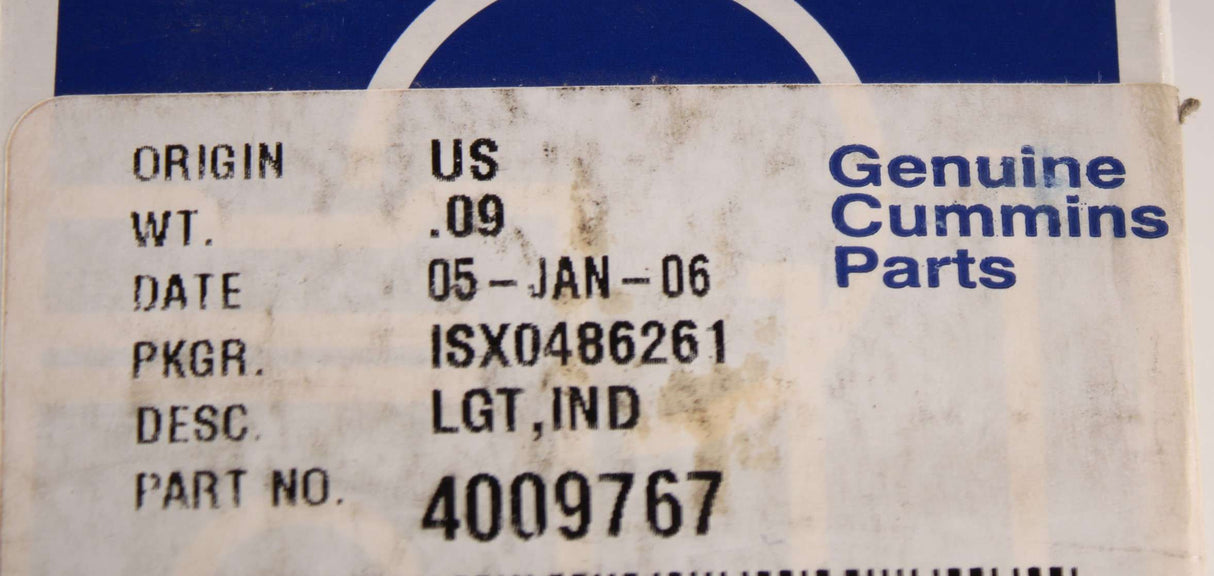 ORIGIN US
WT. .09
DATE 05-JAN-06
PKGR. ISX0486261
DESC. LGT,IND
PART NO. 4009767
Genuine
Cummins
Parts